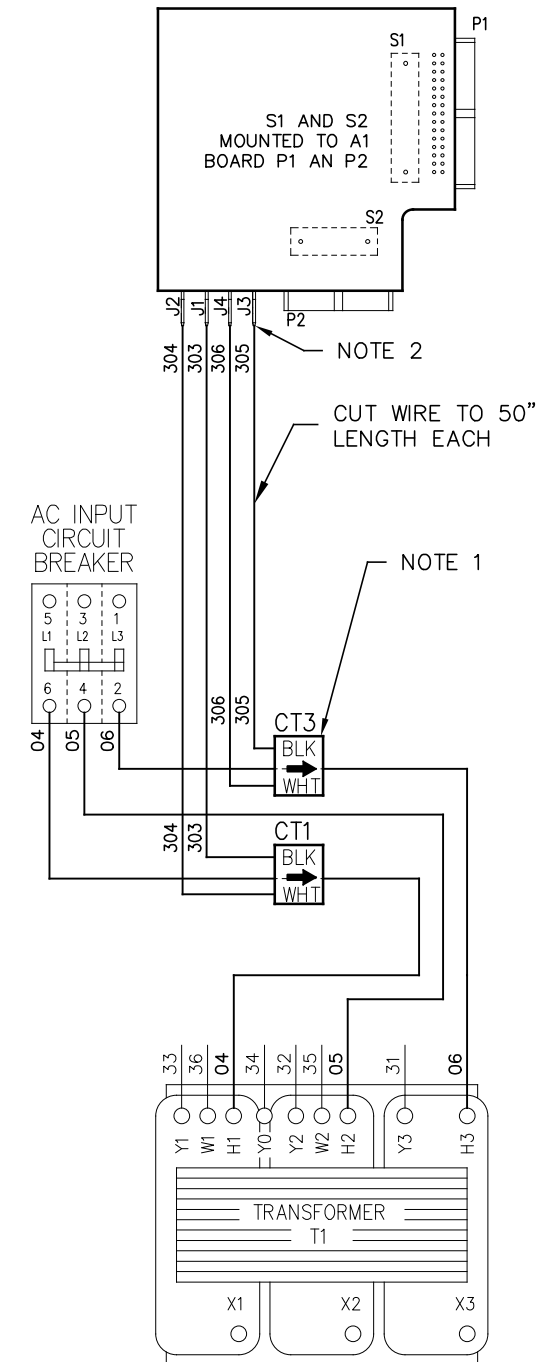 P1
S1
S1 AND S2
MOUNTED TO A1
BOARD P1 AN P2
S2
J2 J1 J4 J3
P2
304 303 306 305
NOTE 2
CUT WIRE TO 50”
LENGTH EACH
AC INPUT
CIRCUIT
BREAKER
NOTE 1
5 3 1
L1 L2 L3
6 4 2
04 05 06
306 305
CT3
BLK
WHT
304 303
CT1
BLK
WHT
33 36 04 34 32 35 05 31 06
Y1 W1 H1 Y0 Y2 W2 H2 Y3 H3
TRANSFORMER
T1
X1 X2 X3